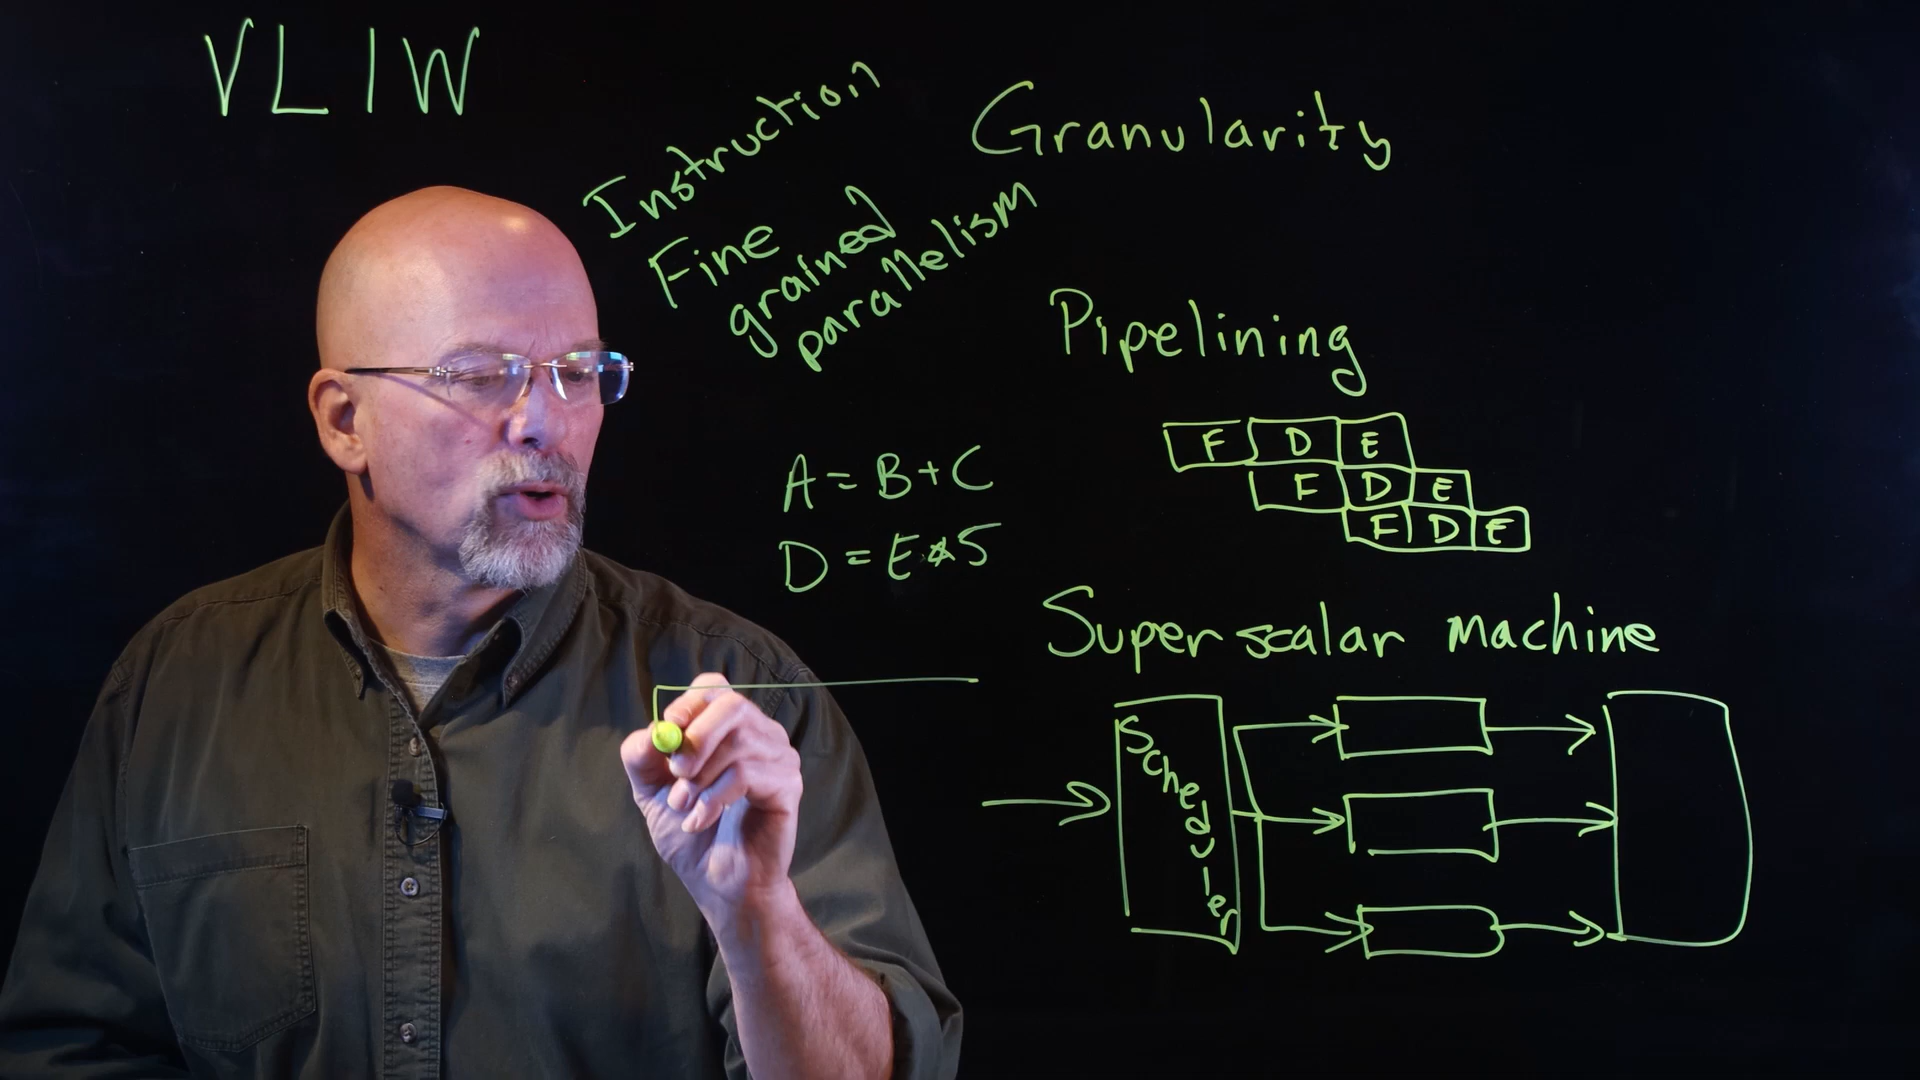 VLIW
Instruction
Fine
grained
parallelism
Granularity
Pipelining
F D E
F D E
F D E
A = B + C
D = E * 5
Super scalar machine
Scheduler